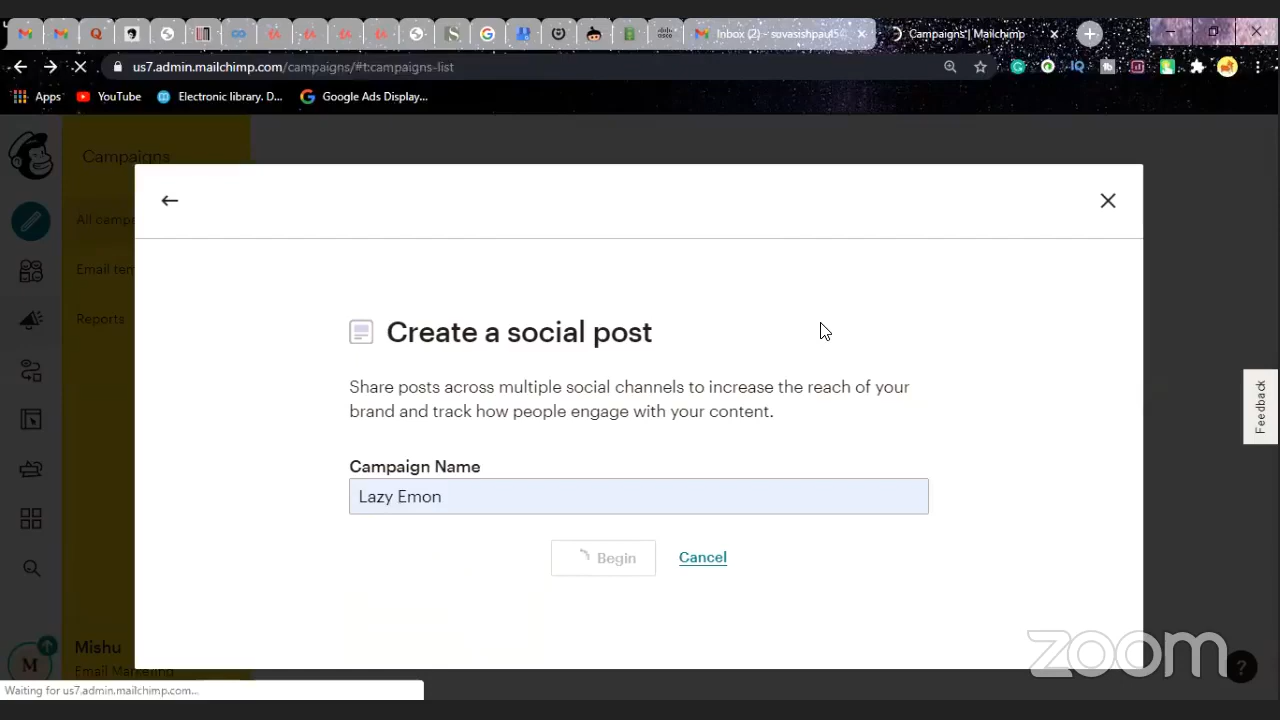 Inbox (2) - suvasishpaul54
Campaigns | Mailchimp
us7.admin.mailchimp.com/campaigns/#t:campaigns-list
Apps
YouTube
Electronic library. D...
Google Ads Display...
Campaigns
All camp
Email tem
Reports
Create a social post
Share posts across multiple social channels to increase the reach of your
brand and track how people engage with your content.
Campaign Name
Lazy Emon
Begin
Cancel
Feedback
M
Mishu
Email Marketing
zoom
?
Waiting for us7.admin.mailchimp.com...